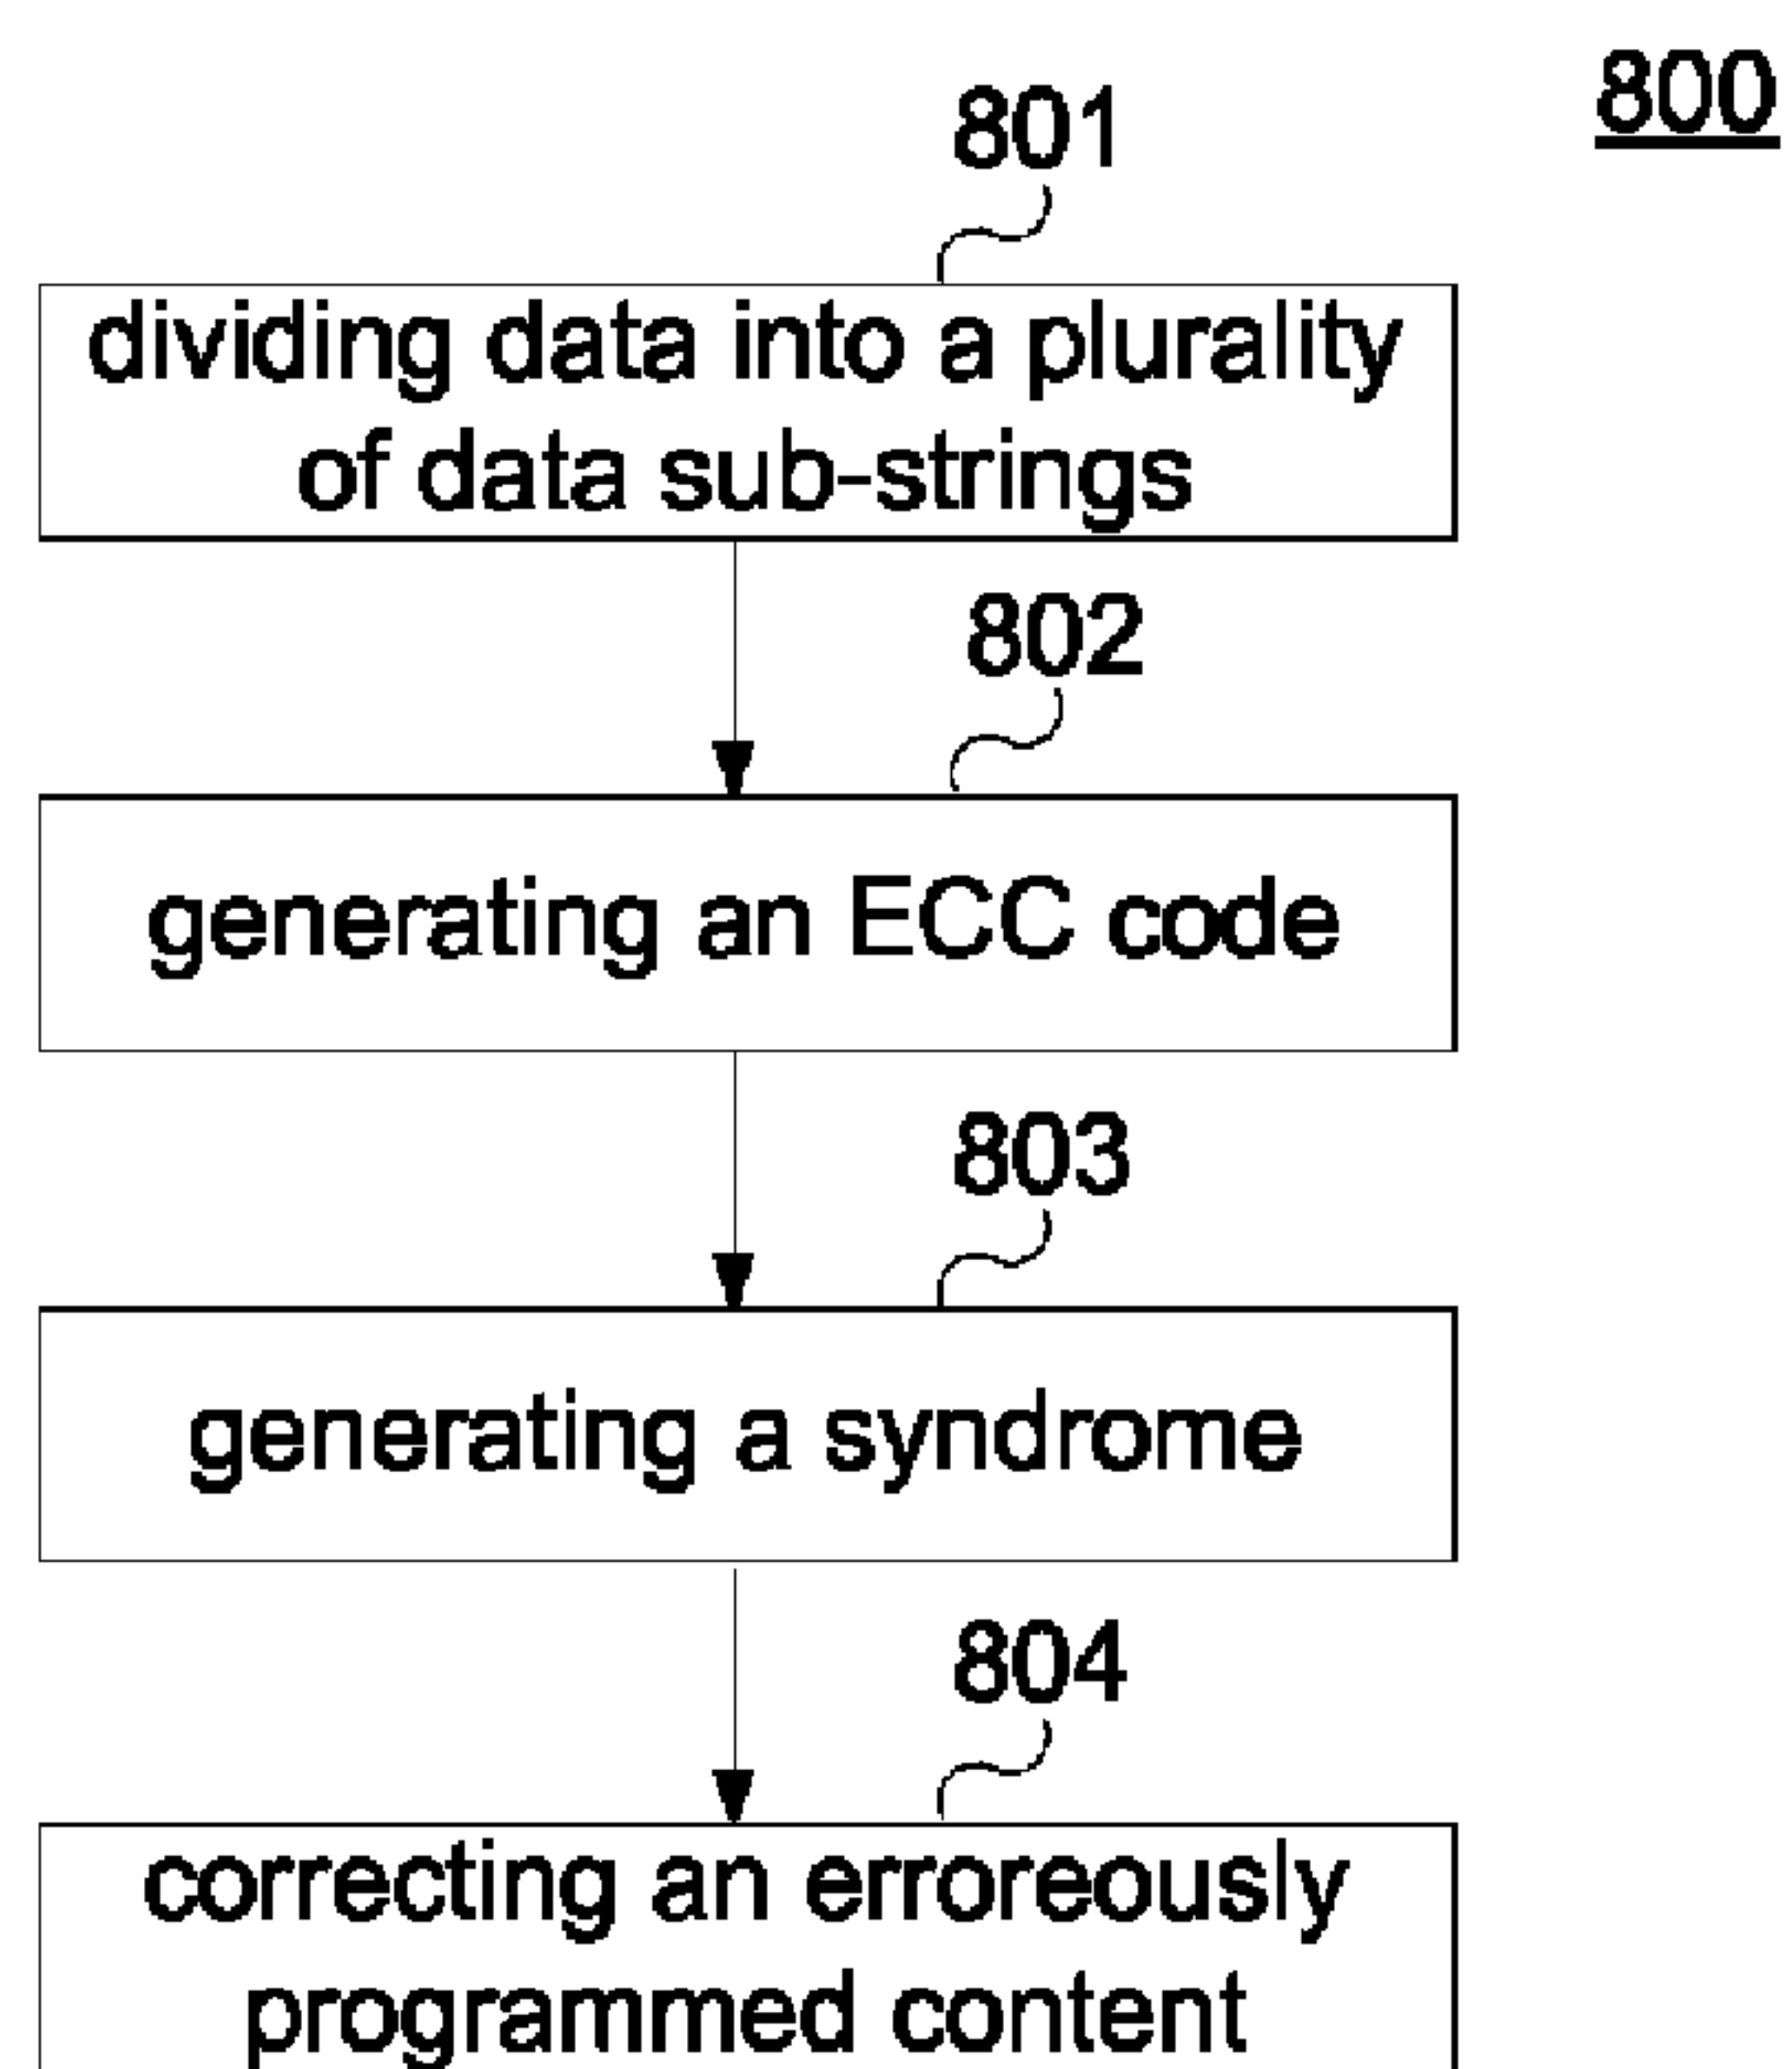 800
801
dividing data into a plurality
of data sub-strings
802
generating an ECC code
803
generating a syndrome
804
correcting an erroreously
programmed content